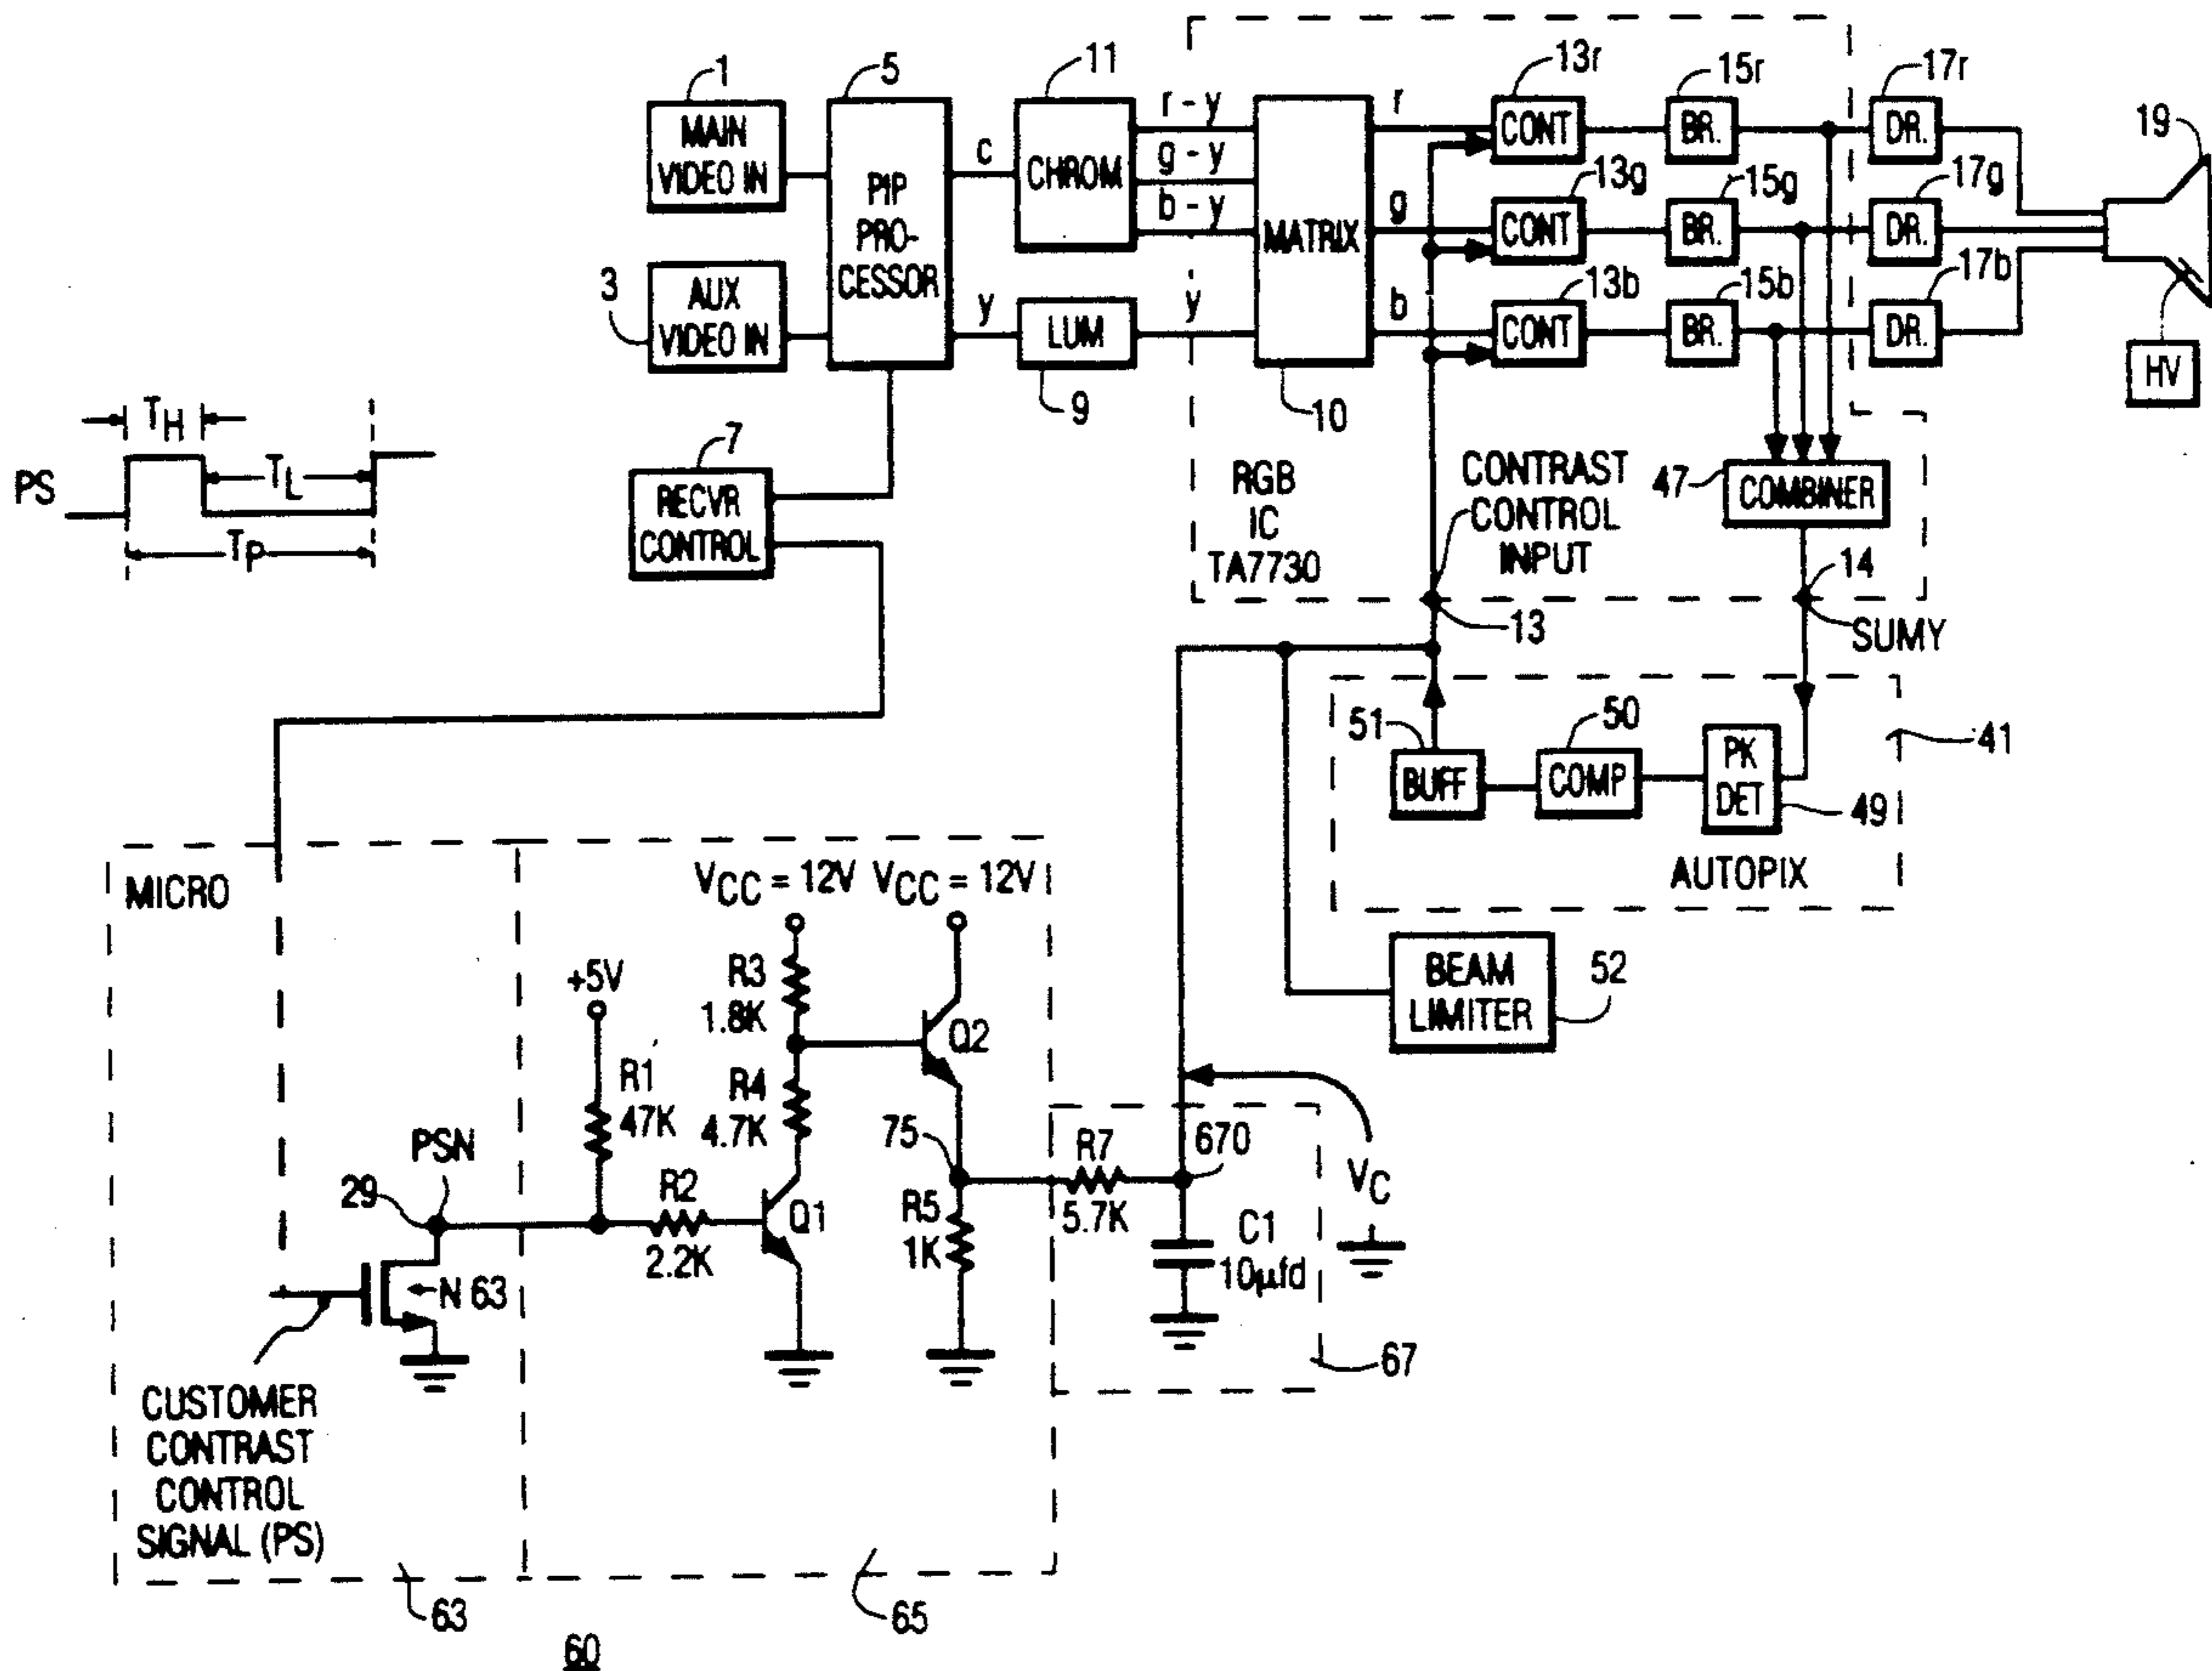 1
MAIN
VIDEO IN
3
AUX
VIDEO IN
5
PIP
PRO-
CESSOR
c
y
11
CHROM
LUM
9
r - y
g - y
b - y
y
MATRIX
10
r
g
b
13r
CONT
13g
CONT
13b
CONT
15r
BR.
15g
BR.
15b
BR.
17r
DR.
17g
DR.
17b
DR.
19
HV
PS
TH
TL
TP
7
RECVR
CONTROL
RGB
IC
TA7730
CONTRAST
CONTROL
INPUT
47
COMBINER
13
14
SUMY
51
BUFF
50
COMP
PK
DET
49
41
AUTOPIX
BEAM
LIMITER
52
MICRO
VCC = 12V
VCC = 12V
+5V
R1
47K
R3
1.8K
R4
4.7K
Q2
PSN
29
R2
2.2K
Q1
75
R5
1K
R7
5.7K
670
VC
C1
10μfd
N 63
67
CUSTOMER
CONTRAST
CONTROL
SIGNAL (PS)
63
65
60